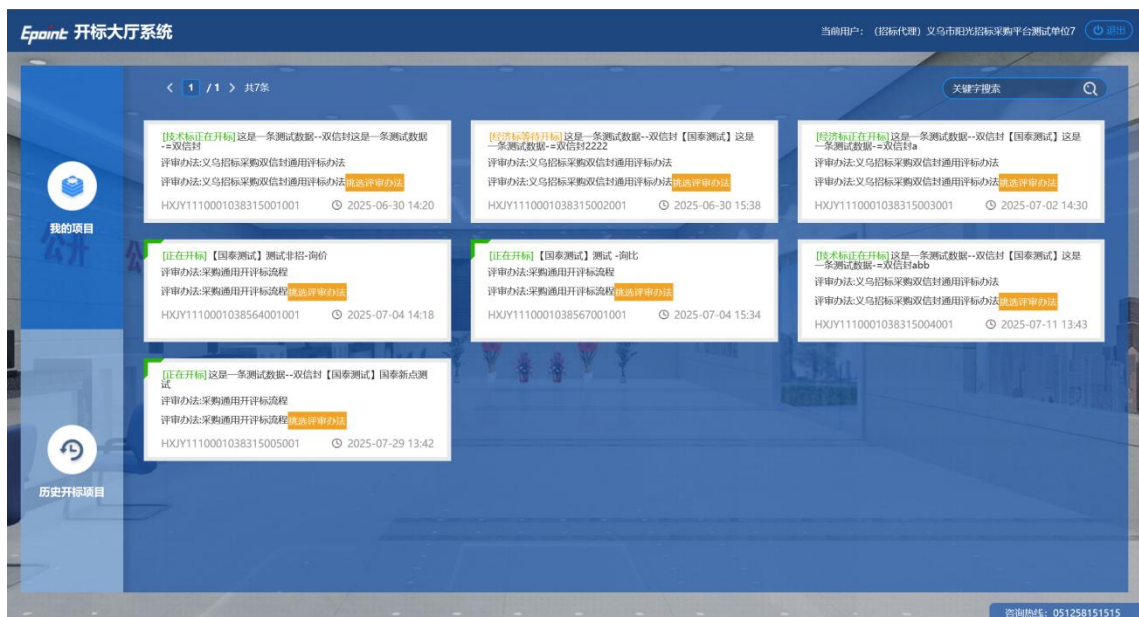 Epoint 开标大厅系统
当前用户: (招标代理) 义乌市阳光招标采购平台测试单位7
退出
1 / 1 共7条
关键字搜索
[技术标正在开标]这是一条测试数据--双信封这是一条测试数据
-=双信封
评审办法:义乌招标采购双信封通用评标办法
评审办法:义乌招标采购双信封通用评标办法挑选评审办法
HXJY1110001038315001001 2025-06-30 14:20
[经济标等待开标]这是一条测试数据--双信封【国泰测试】这是
一条测试数据-=双信封2222
评审办法:义乌招标采购双信封通用评标办法
评审办法:义乌招标采购双信封通用评标办法挑选评审办法
HXJY1110001038315002001 2025-06-30 15:38
[经济标正在开标]这是一条测试数据--双信封【国泰测试】这是
一条测试数据-=双信封a
评审办法:义乌招标采购双信封通用评标办法
评审办法:义乌招标采购双信封通用评标办法挑选评审办法
HXJY1110001038315003001 2025-07-02 14:30
我的项目
公开
公
[正在开标]【国泰测试】测试非招-询价
评审办法:采购通用开评标流程
评审办法:采购通用开评标流程挑选评审办法
HXJY1110001038564001001 2025-07-04 14:18
[正在开标]【国泰测试】测试 -询比
评审办法:采购通用开评标流程
评审办法:采购通用开评标流程挑选评审办法
HXJY1110001038567001001 2025-07-04 15:34
[技术标正在开标]这是一条测试数据--双信封【国泰测试】这是
一条测试数据-=双信封abb
评审办法:义乌招标采购双信封通用评标办法
评审办法:义乌招标采购双信封通用评标办法挑选评审办法
HXJY1110001038315004001 2025-07-11 13:43
[正在开标]这是一条测试数据--双信封【国泰测试】国泰新点测
试
评审办法:采购通用开评标流程
评审办法:采购通用开评标流程挑选评审办法
HXJY1110001038315005001 2025-07-29 13:42
历史开标项目
咨询热线: 051258151515